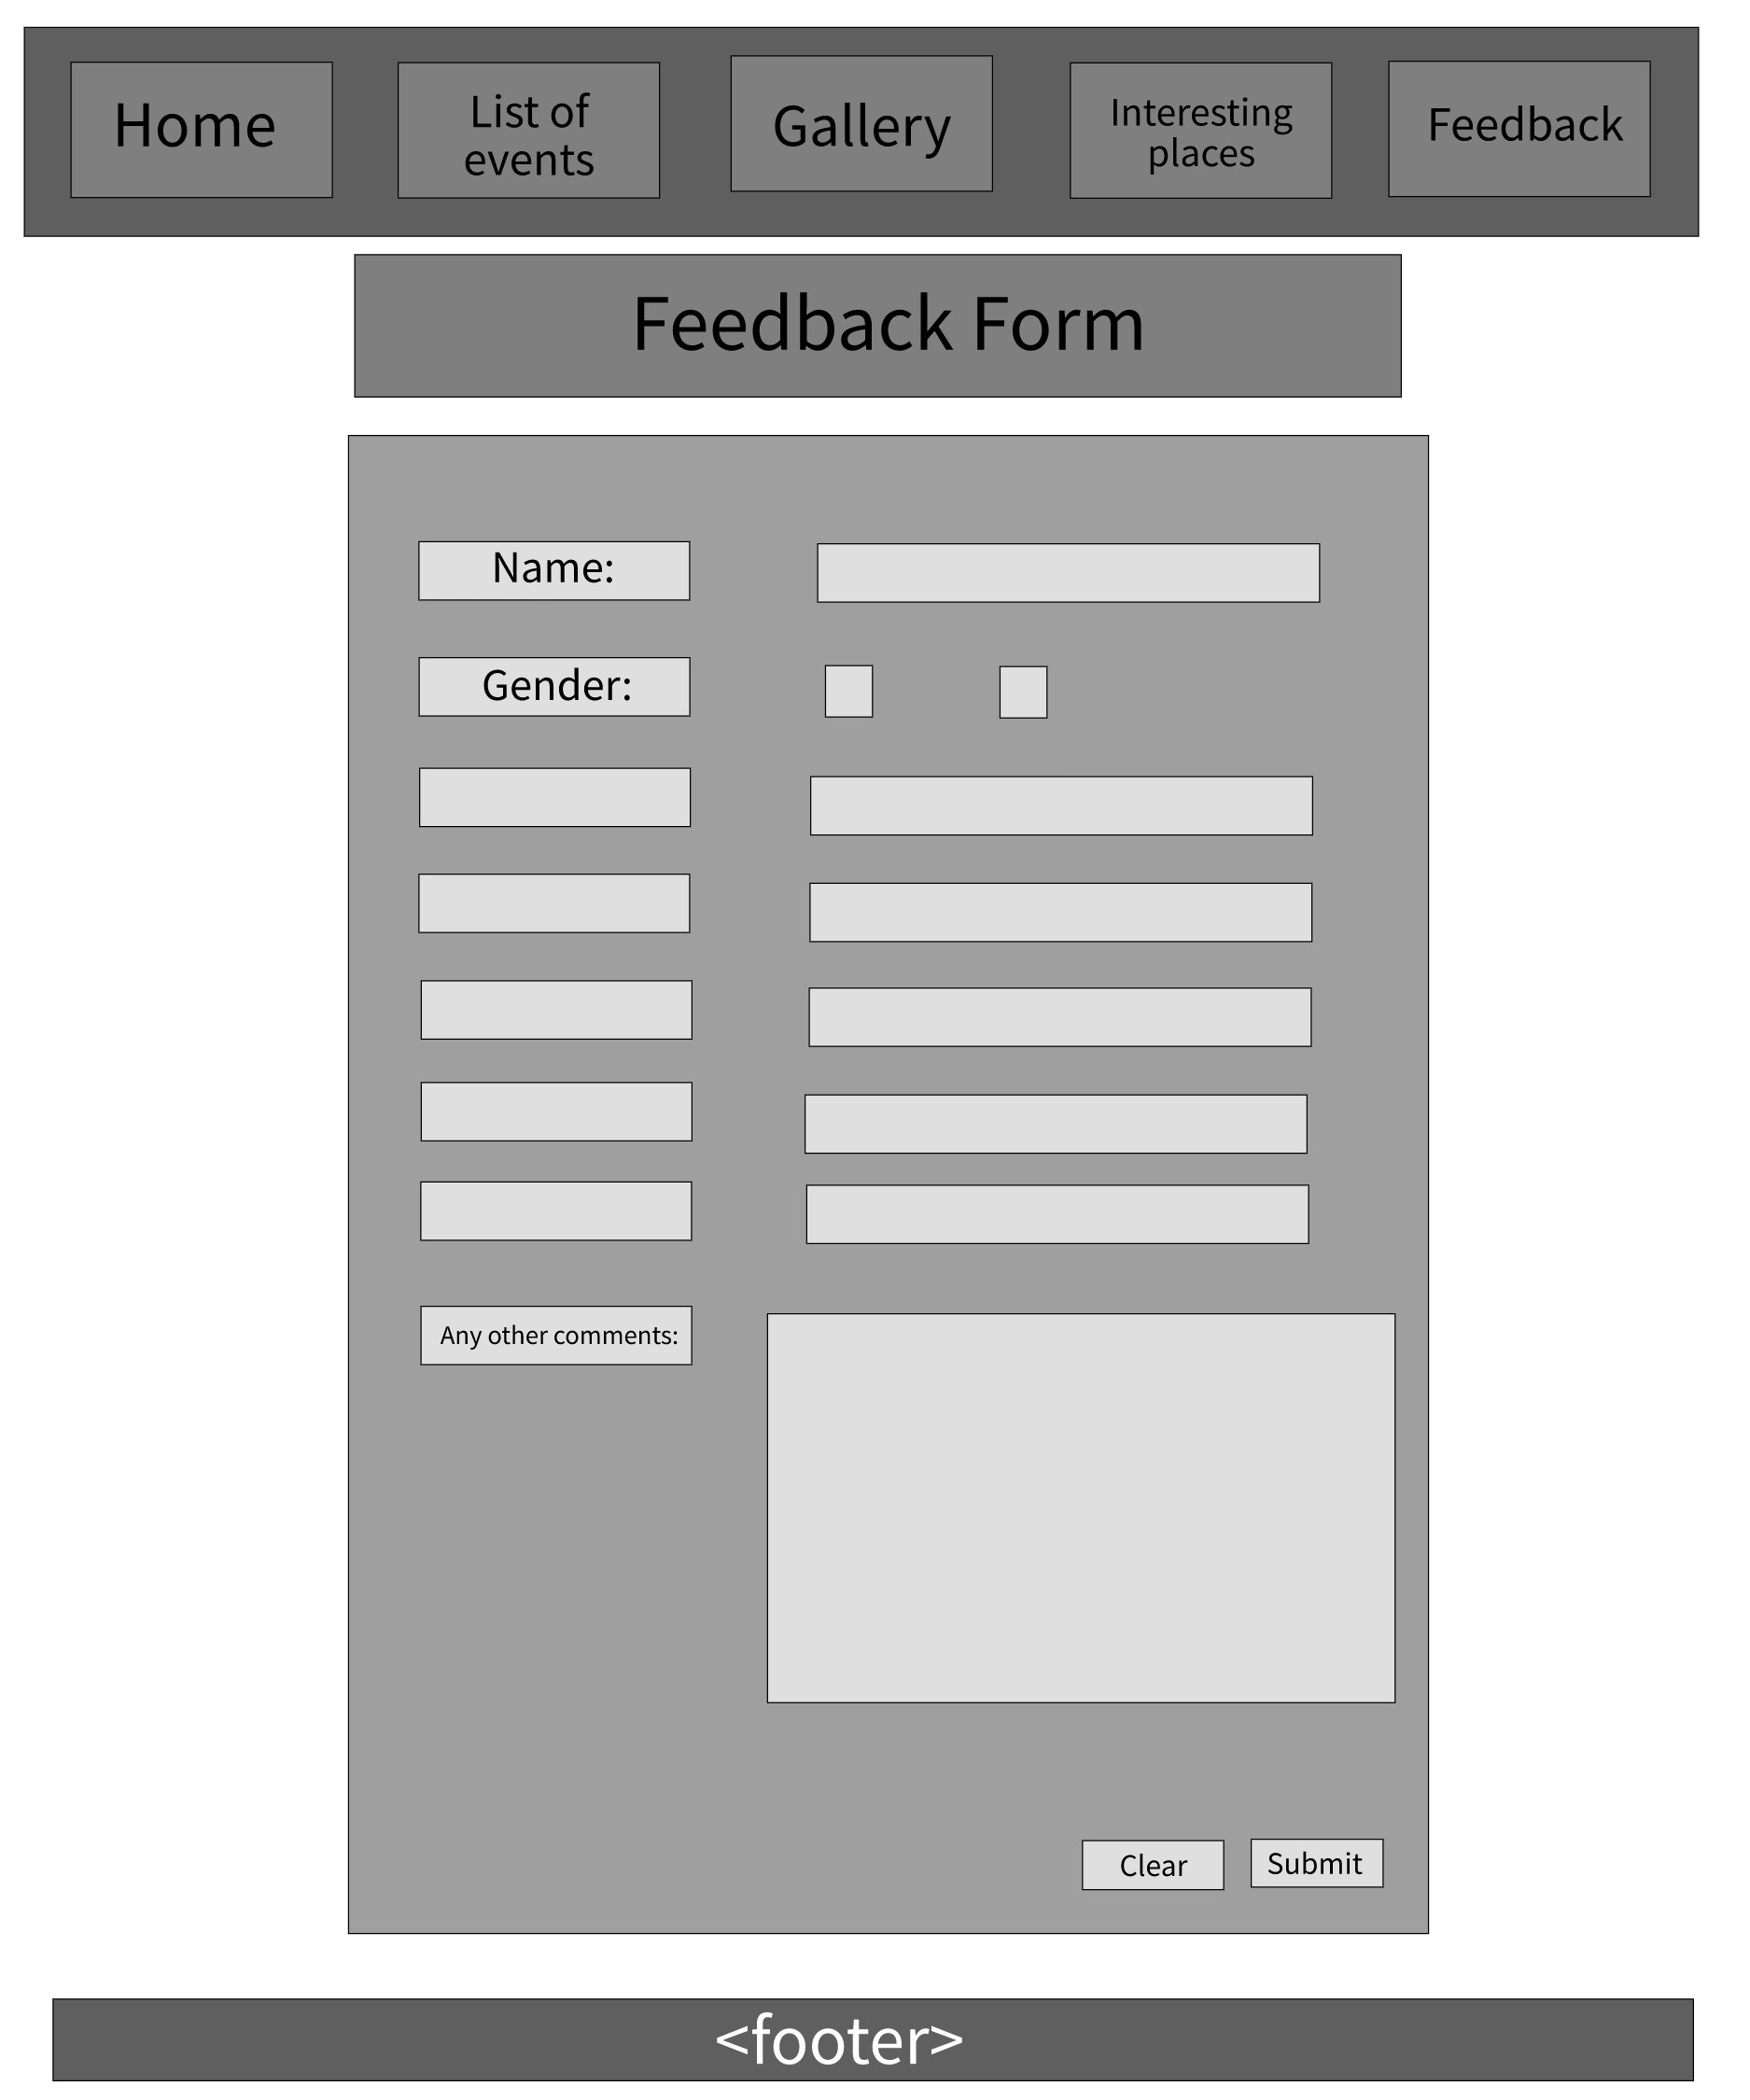 Home
List of
events
Gallery
Interesting
places
Feedback
Feedback Form
Name:
Gender:
Any other comments:
Clear
Submit
<footer>